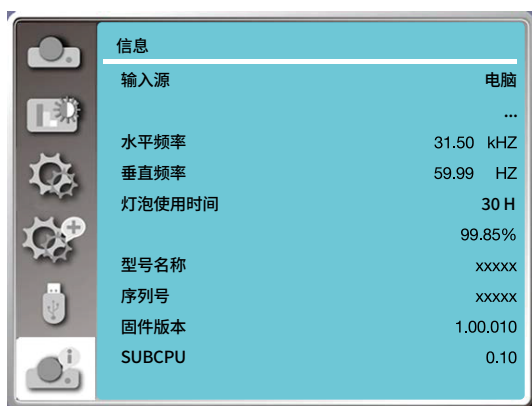 信息
输入源 电脑
...
水平频率 31.50 kHZ
垂直频率 59.99 HZ
灯泡使用时间 30 H
99.85%
型号名称 xxxxx
序列号 xxxxx
固件版本 1.00.010
SUBCPU 0.10